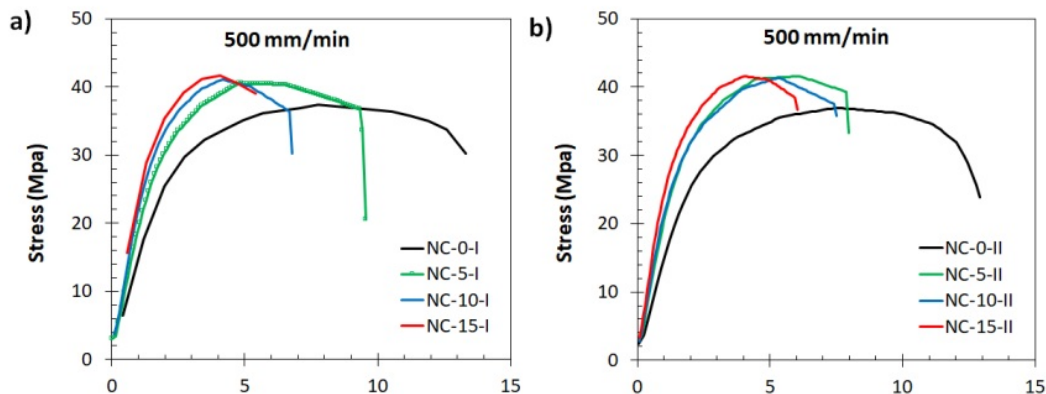 a)
500 mm/min
Stress (Mpa)
50
40
30
20
10
0
0 5 10 15
NC-0-I
NC-5-I
NC-10-I
NC-15-I
b)
500 mm/min
Stress (Mpa)
50
40
30
20
10
0
0 5 10 15
NC-0-II
NC-5-II
NC-10-II
NC-15-II